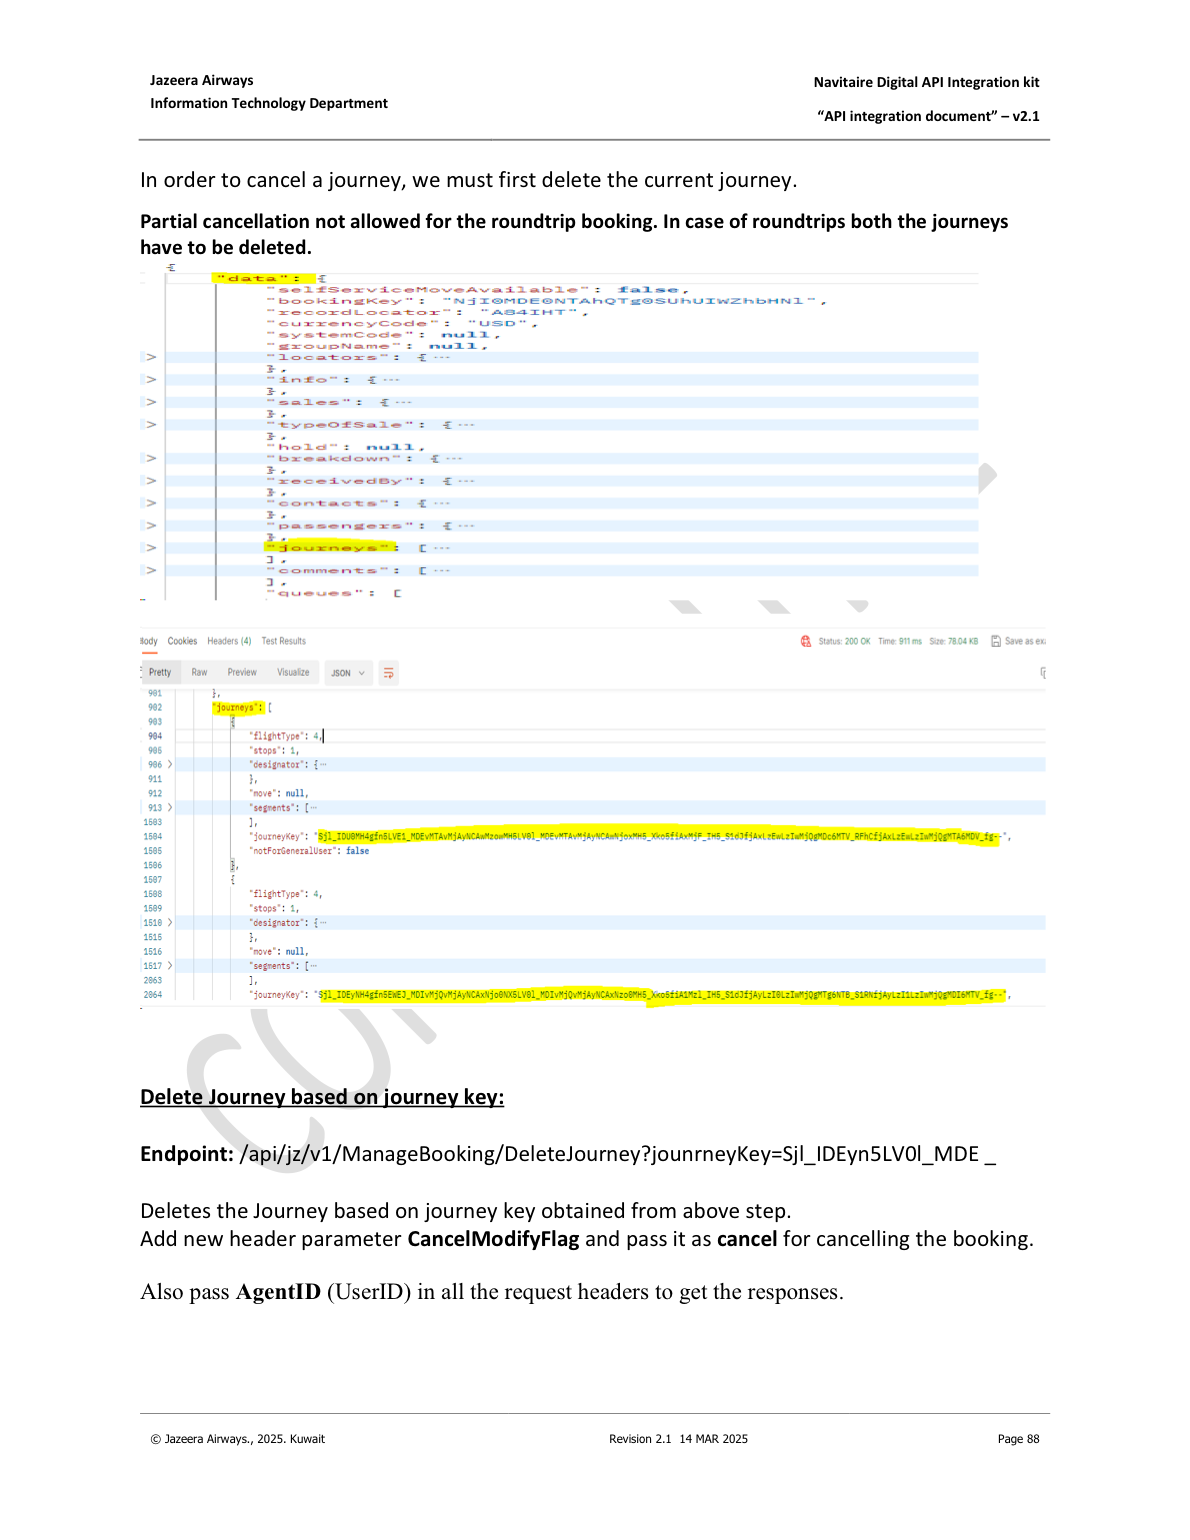 Jazeera Airways
Information Technology Department
Navitaire Digital API Integration kit
“API integration document” – v2.1
In order to cancel a journey, we must first delete the current journey.
Partial cancellation not allowed for the roundtrip booking. In case of roundtrips both the journeys
have to be deleted.
{
"data": {
"selfServiceMoveAvailable": false,
"bookingKey": "NjI0MDE0NTAhQTg0SUhUIWZhbHNl",
"recordLocator": "A84IHT",
"currencyCode": "USD",
"systemCode": null,
"groupName": null,
> "locators": { ···
},
> "info": { ···
},
> "sales": { ···
},
> "typeOfSale": { ···
},
"hold": null,
> "breakdown": { ···
},
> "receivedBy": { ···
},
> "contacts": { ···
},
> "passengers": { ···
},
> "journeys": [ ···
],
> "comments": [ ···
],
"queues": [
Body Cookies Headers (4) Test Results
Status: 200 OK Time: 911 ms Size: 78.04 KB Save as exa
Pretty Raw Preview Visualize JSON
901 },
902 "journeys": [
903 {
904 "flightType": 4,
905 "stops": 1,
906 > "designator": { ···
911 },
912 "move": null,
913 > "segments": [ ···
1503 ],
1504 "journeyKey":
1505 "notForGeneralUser": false
1506 },
1507 {
1508 "flightType": 4,
1509 "stops": 1,
1510 > "designator": { ···
1515 },
1516 "move": null,
1517 > "segments": [ ···
2063 ],
2064 "journeyKey":
Delete Journey based on journey key:
Endpoint: /api/jz/v1/ManageBooking/DeleteJourney?jounrneyKey=Sjl_IDEyn5LV0l_MDE _
Deletes the Journey based on journey key obtained from above step.
Add new header parameter CancelModifyFlag and pass it as cancel for cancelling the booking.
Also pass AgentID (UserID) in all the request headers to get the responses.
© Jazeera Airways., 2025. Kuwait
Revision 2.1 14 MAR 2025
Page 88